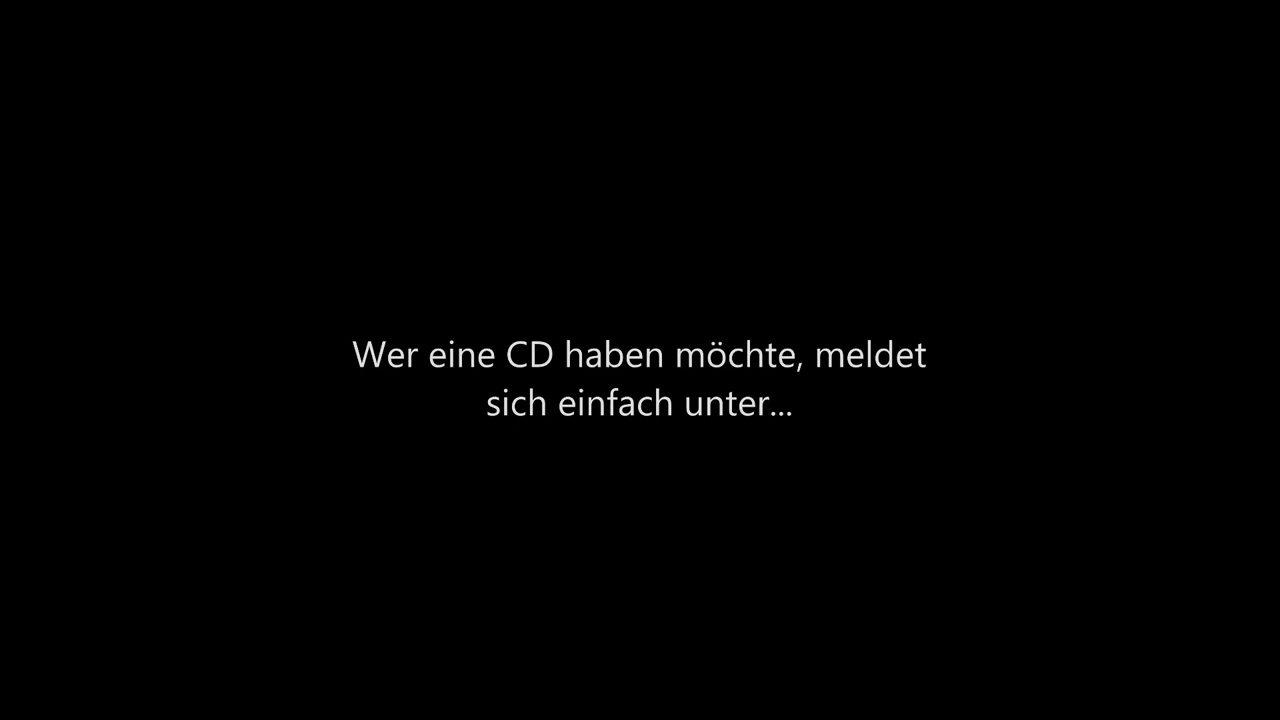 Wer eine CD haben möchte, meldet
sich einfach unter...